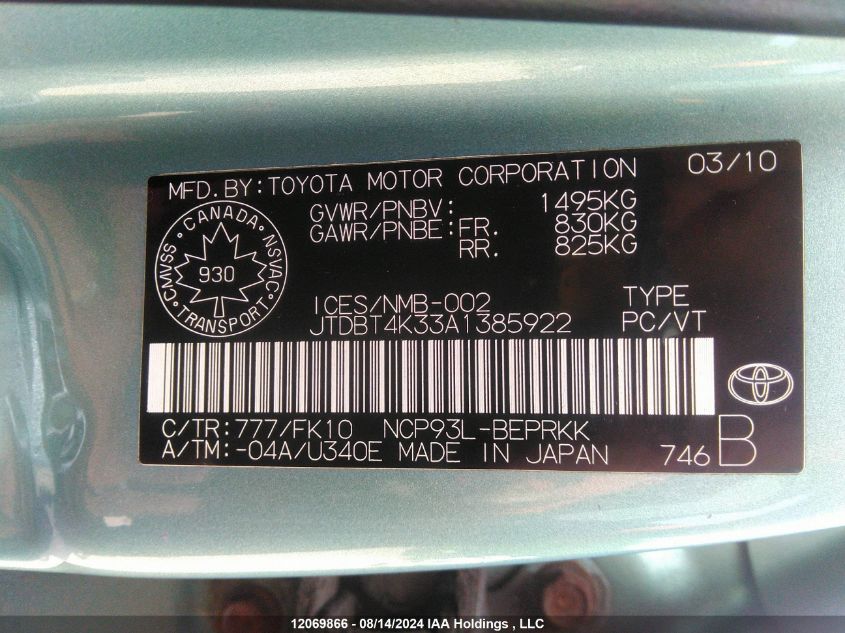 MFD. BY: TOYOTA MOTOR CORPORATION 03/10
GVWR/PNBV: 1495KG
GAWR/PNBE: FR. 830KG
RR. 825KG
CANADA
CMVSS NSVAC
930
TRANSPORT
ICES/NMB-002 TYPE
JTDBT4K33A1385922 PC/VT
C/TR: 777/FK10 NCP93L-BEPRKK
A/TM: -04A/U340E MADE IN JAPAN 746 B
12069866 - 08/14/2024 IAA Holdings , LLC